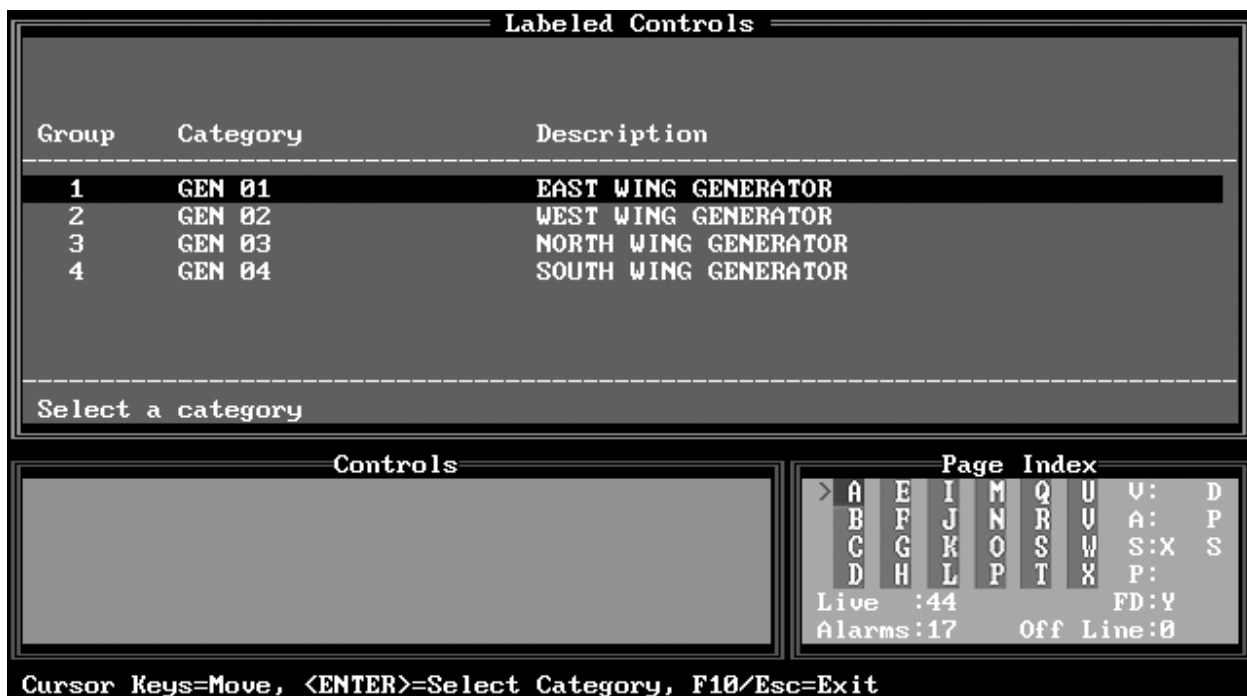 Labeled Controls
Group Category Description
1 GEN 01 EAST WING GENERATOR
2 GEN 02 WEST WING GENERATOR
3 GEN 03 NORTH WING GENERATOR
4 GEN 04 SOUTH WING GENERATOR
Select a category
Controls
Page Index
> A E I M Q U V: D
B F J N R V A: P
C G K O S W S:X S
D H L P T X P:
Live :44 FD:Y
Alarms:17 Off Line:0
Cursor Keys=Move, <ENTER>=Select Category, F10/Esc=Exit